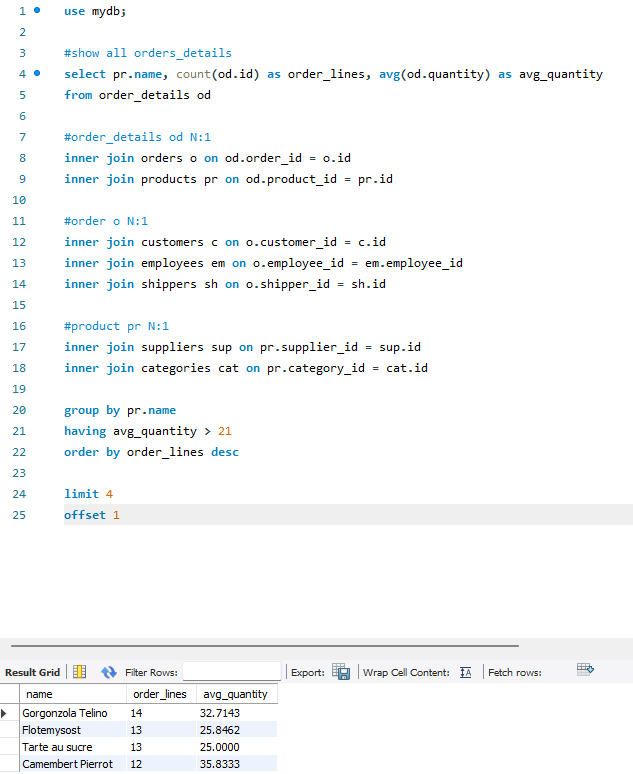 1 use mydb;
2
3 #show all orders_details
4 select pr.name, count(od.id) as order_lines, avg(od.quantity) as avg_quantity
5 from order_details od
6
7 #order_details od N:1
8 inner join orders o on od.order_id = o.id
9 inner join products pr on od.product_id = pr.id
10
11 #order o N:1
12 inner join customers c on o.customer_id = c.id
13 inner join employees em on o.employee_id = em.employee_id
14 inner join shippers sh on o.shipper_id = sh.id
15
16 #product pr N:1
17 inner join suppliers sup on pr.supplier_id = sup.id
18 inner join categories cat on pr.category_id = cat.id
19
20 group by pr.name
21 having avg_quantity > 21
22 order by order_lines desc
23
24 limit 4
25 offset 1
Result Grid Filter Rows: Export: Wrap Cell Content: IA Fetch rows:
name order_lines avg_quantity
Gorgonzola Telino 14 32.7143
Flotemysost 13 25.8462
Tarte au sucre 13 25.0000
Camembert Pierrot 12 35.8333